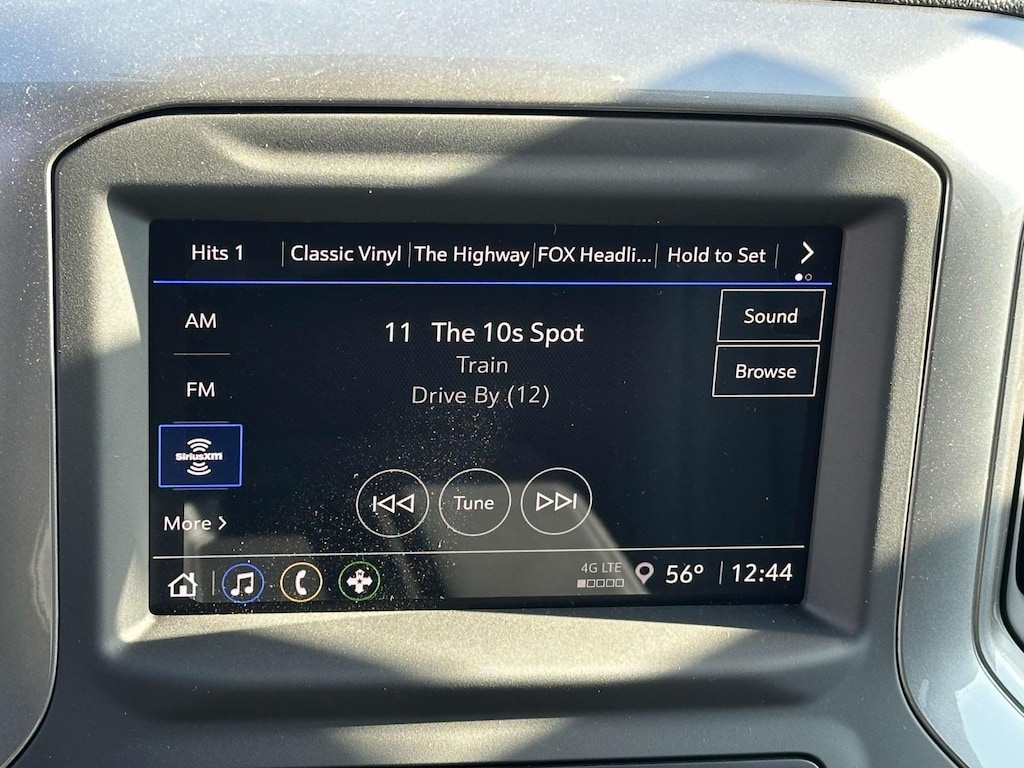 Hits 1 Classic Vinyl The Highway FOX Headli... Hold to Set
AM
FM
SiriusXM
More
11 The 10s Spot
Train
Drive By (12)
Tune
Sound
Browse
4G LTE
56° 12:44